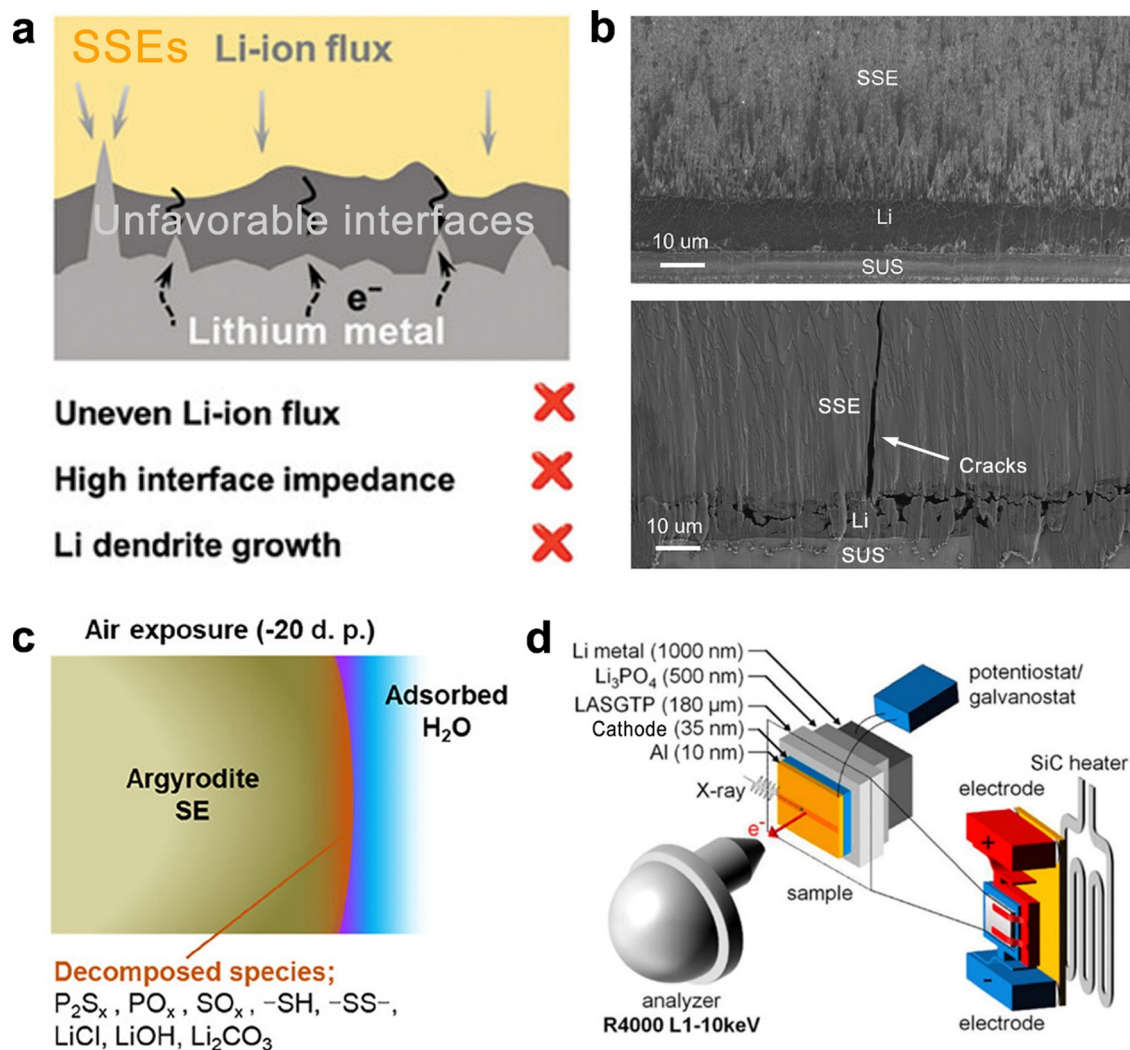 a
SSEs Li-ion flux
Unfavorable interfaces
e⁻
Lithium metal
Uneven Li-ion flux
High interface impedance
Li dendrite growth
b
SSE
Li
10 um
SUS
SSE
Cracks
Li
10 um
SUS
c
Air exposure (-20 d. p.)
Adsorbed
H₂O
Argyrodite
SE
Decomposed species;
P₂Sₓ, POₓ, SOₓ, –SH, –SS–,
LiCl, LiOH, Li₂CO₃
d
Li metal (1000 nm)
Li₃PO₄ (500 nm)
LASGTP (180 μm)
Cathode (35 nm)
Al (10 nm)
X-ray
e⁻
sample
potentiostat/
galvanostat
SiC heater
electrode
+
-
electrode
analyzer
R4000 L1-10keV